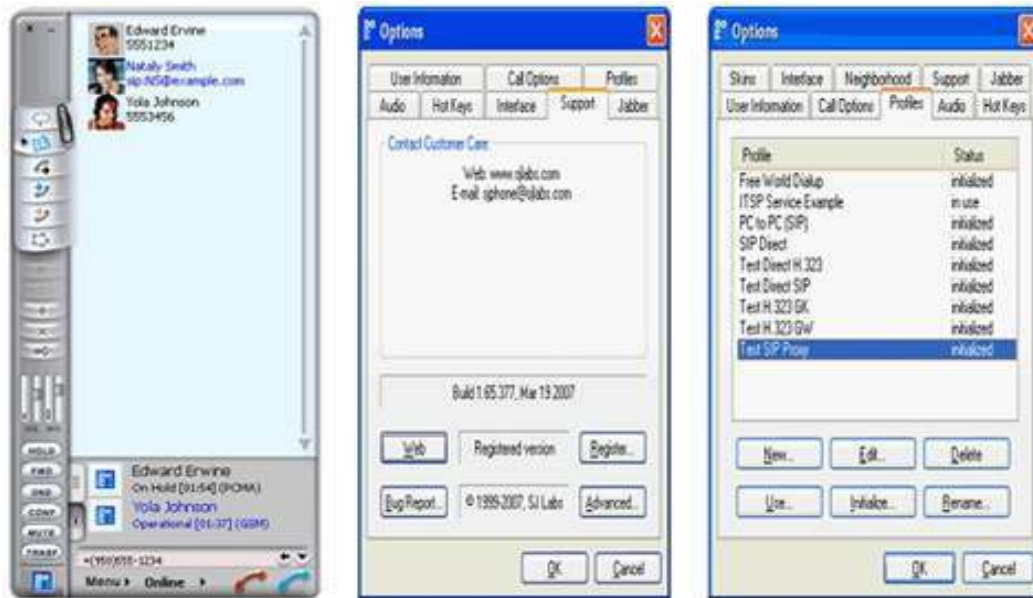 Edward Ervine
5551234
Nataly Smith
sip:NS@example.com
Yola Johnson
5553456
HOLD
FWD
DND
CONF
MUTE
TRANSF
Edward Erwine
On Hold [01:54] (PCMA)
Yola Johnson
Operational [01:37] (GSM)
+(950)555-1234
Menu Online
Options
User Information Call Options Profiles
Audio Hot Keys Interface Support Jabber
Contact Customer Care:
Web: www.sjlabs.com
E-mail: sjphone@sjlabs.com
Build 1.65.377, Mar 19 2007
Web Registered version Register...
Bug Report... © 1999-2007, SJ Labs Advanced...
OK Cancel
Options
Skins Interface Neighborhood Support Jabber
User Information Call Options Profiles Audio Hot Keys
Profile Status
Free World Dialup initialized
ITSP Service Example in use
PC to PC (SIP) initialized
SIP Direct initialized
Test Direct H.323 initialized
Test Direct SIP initialized
Test H.323 GK initialized
Test H.323 GW initialized
Test SIP Proxy initialized
New... Edit... Delete
Use... Initialize... Rename...
OK Cancel